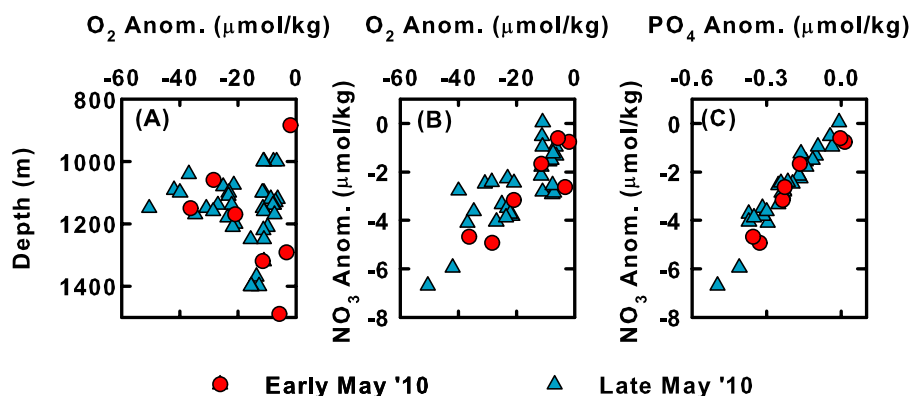 O2 Anom. (μmol/kg) O2 Anom. (μmol/kg) PO4 Anom. (μmol/kg)
-60 -40 -20 0 -60 -40 -20 0 -0.6 -0.3 0.0
800 1000 1200 1400
Depth (m)
(A)
0 -2 -4 -6 -8
NO3 Anom. (μmol/kg)
(B)
0 -2 -4 -6 -8
NO3 Anom. (μmol/kg)
(C)
Early May '10 Late May '10